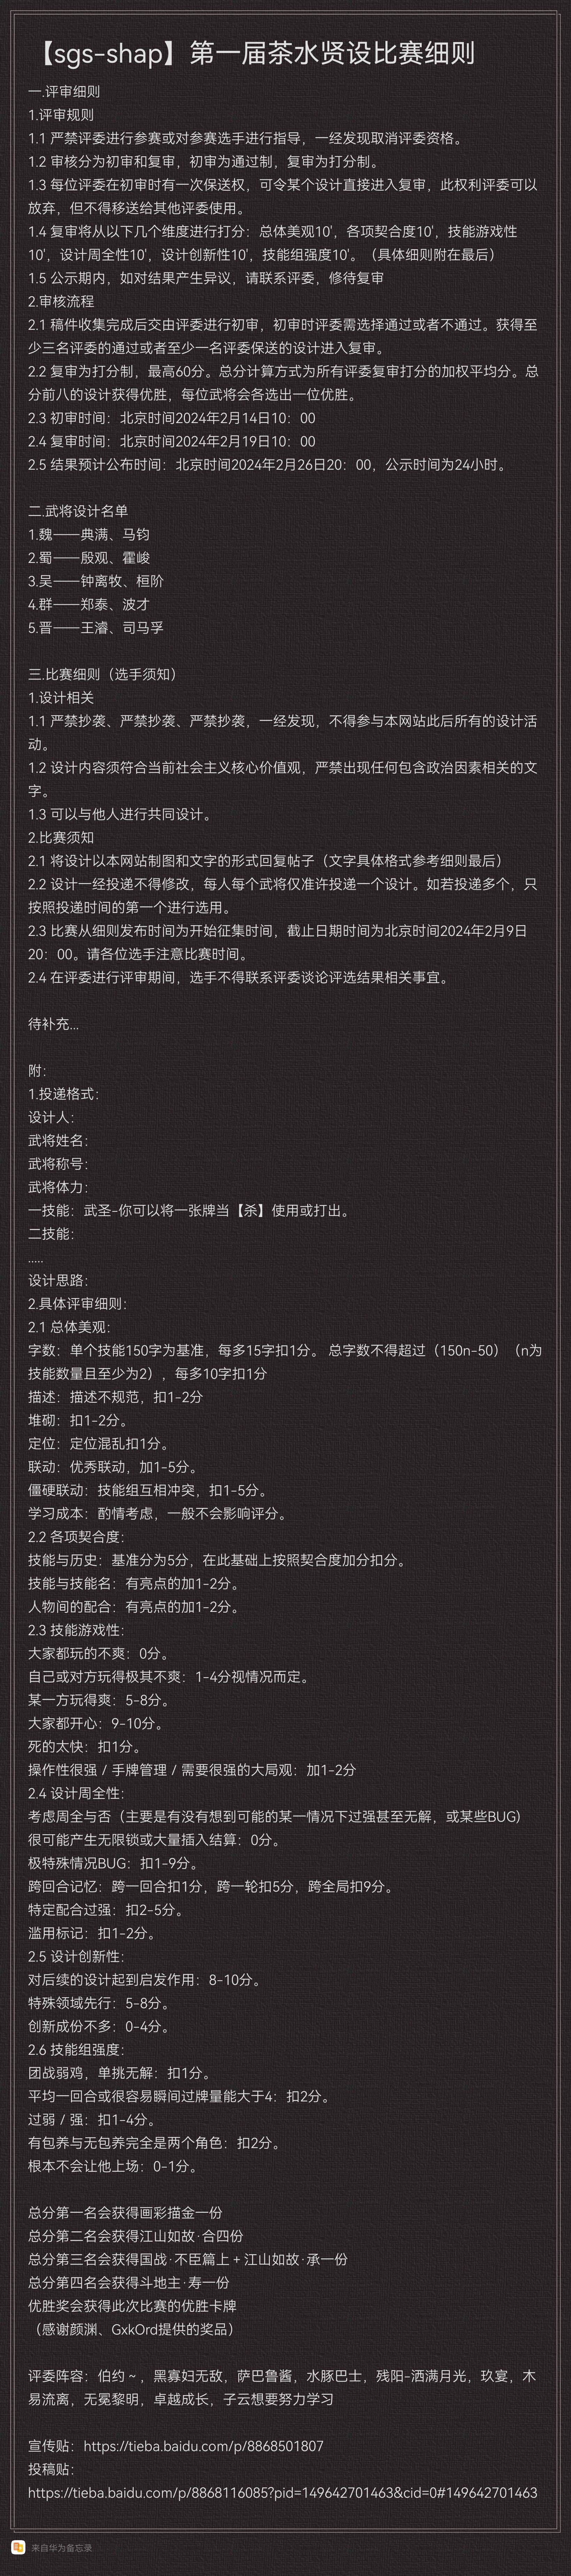 【sgs-shap】第一届茶水贤设比赛细则
一.评审细则
1.评审规则
1.1 严禁评委进行参赛或对参赛选手进行指导，一经发现取消评委资格。
1.2 审核分为初审和复审，初审为通过制，复审为打分制。
1.3 每位评委在初审时有一次保送权，可令某个设计直接进入复审，此权利评委可以
放弃，但不得移送给其他评委使用。
1.4 复审将从以下几个维度进行打分：总体美观10'，各项契合度10'，技能游戏性
10'，设计周全性10'，设计创新性10'，技能组强度10'。（具体细则附在最后）
1.5 公示期内，如对结果产生异议，请联系评委，修待复审
2.审核流程
2.1 稿件收集完成后交由评委进行初审，初审时评委需选择通过或者不通过。获得至
少三名评委的通过或者至少一名评委保送的设计进入复审。
2.2 复审为打分制，最高60分。总分计算方式为所有评委复审打分的加权平均分。总
分前八的设计获得优胜，每位武将会各选出一位优胜。
2.3 初审时间：北京时间2024年2月14日10：00
2.4 复审时间：北京时间2024年2月19日10：00
2.5 结果预计公布时间：北京时间2024年2月26日20：00，公示时间为24小时。
二.武将设计名单
1.魏——典满、马钧
2.蜀——殷观、霍峻
3.吴——钟离牧、桓阶
4.群——郑泰、波才
5.晋——王濬、司马孚
三.比赛细则（选手须知）
1.设计相关
1.1 严禁抄袭、严禁抄袭、严禁抄袭，一经发现，不得参与本网站此后所有的设计活
动。
1.2 设计内容须符合当前社会主义核心价值观，严禁出现任何包含政治因素相关的文
字。
1.3 可以与他人进行共同设计。
2.比赛须知
2.1 将设计以本网站制图和文字的形式回复帖子（文字具体格式参考细则最后）
2.2 设计一经投递不得修改，每人每个武将仅准许投递一个设计。如若投递多个，只
按照投递时间的第一个进行选用。
2.3 比赛从细则发布时间为开始征集时间，截止日期时间为北京时间2024年2月9日
20：00。请各位选手注意比赛时间。
2.4 在评委进行评审期间，选手不得联系评委谈论评选结果相关事宜。
待补充...
附：
1.投递格式：
设计人：
武将姓名：
武将称号：
武将体力：
一技能：武圣-你可以将一张牌当【杀】使用或打出。
二技能：
.....
设计思路：
2.具体评审细则：
2.1 总体美观：
字数：单个技能150字为基准，每多15字扣1分。 总字数不得超过（150n-50）（n为
技能数量且至少为2），每多10字扣1分
描述：描述不规范，扣1-2分
堆砌：扣1-2分。
定位：定位混乱扣1分。
联动：优秀联动，加1-5分。
僵硬联动：技能组互相冲突，扣1-5分。
学习成本：酌情考虑，一般不会影响评分。
2.2 各项契合度：
技能与历史：基准分为5分，在此基础上按照契合度加分扣分。
技能与技能名：有亮点的加1-2分。
人物间的配合：有亮点的加1-2分。
2.3 技能游戏性：
大家都玩的不爽：0分。
自己或对方玩得极其不爽：1-4分视情况而定。
某一方玩得爽：5-8分。
大家都开心：9-10分。
死的太快：扣1分。
操作性很强 / 手牌管理 / 需要很强的大局观：加1-2分
2.4 设计周全性：
考虑周全与否（主要是有没有想到可能的某一情况下过强甚至无解，或某些BUG)
很可能产生无限锁或大量插入结算：0分。
极特殊情况BUG：扣1-9分。
跨回合记忆：跨一回合扣1分，跨一轮扣5分，跨全局扣9分。
特定配合过强：扣2-5分。
滥用标记：扣1-2分。
2.5 设计创新性：
对后续的设计起到启发作用：8-10分。
特殊领域先行：5-8分。
创新成份不多：0-4分。
2.6 技能组强度：
团战弱鸡，单挑无解：扣1分。
平均一回合或很容易瞬间过牌量能大于4：扣2分。
过弱 / 强：扣1-4分。
有包养与无包养完全是两个角色：扣2分。
根本不会让他上场：0-1分。
总分第一名会获得画彩描金一份
总分第二名会获得江山如故·合四份
总分第三名会获得国战·不臣篇上 + 江山如故·承一份
总分第四名会获得斗地主·寿一份
优胜奖会获得此次比赛的优胜卡牌
（感谢颜渊、GxkOrd提供的奖品）
评委阵容：伯约 ~ ，黑寡妇无敌，萨巴鲁酱，水豚巴士，残阳-洒满月光，玖宴，木
易流离，无冕黎明，卓越成长，子云想要努力学习
宣传贴：https://tieba.baidu.com/p/8868501807
投稿贴：
https://tieba.baidu.com/p/8868116085?pid=149642701463&cid=0#149642701463
来自华为备忘录